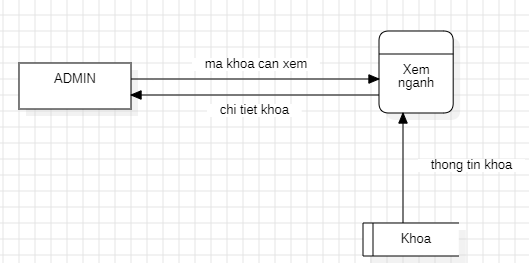 ma khoa can xem
Xem
nganh
ADMIN
chi tiet khoa
thong tin khoa
Khoa